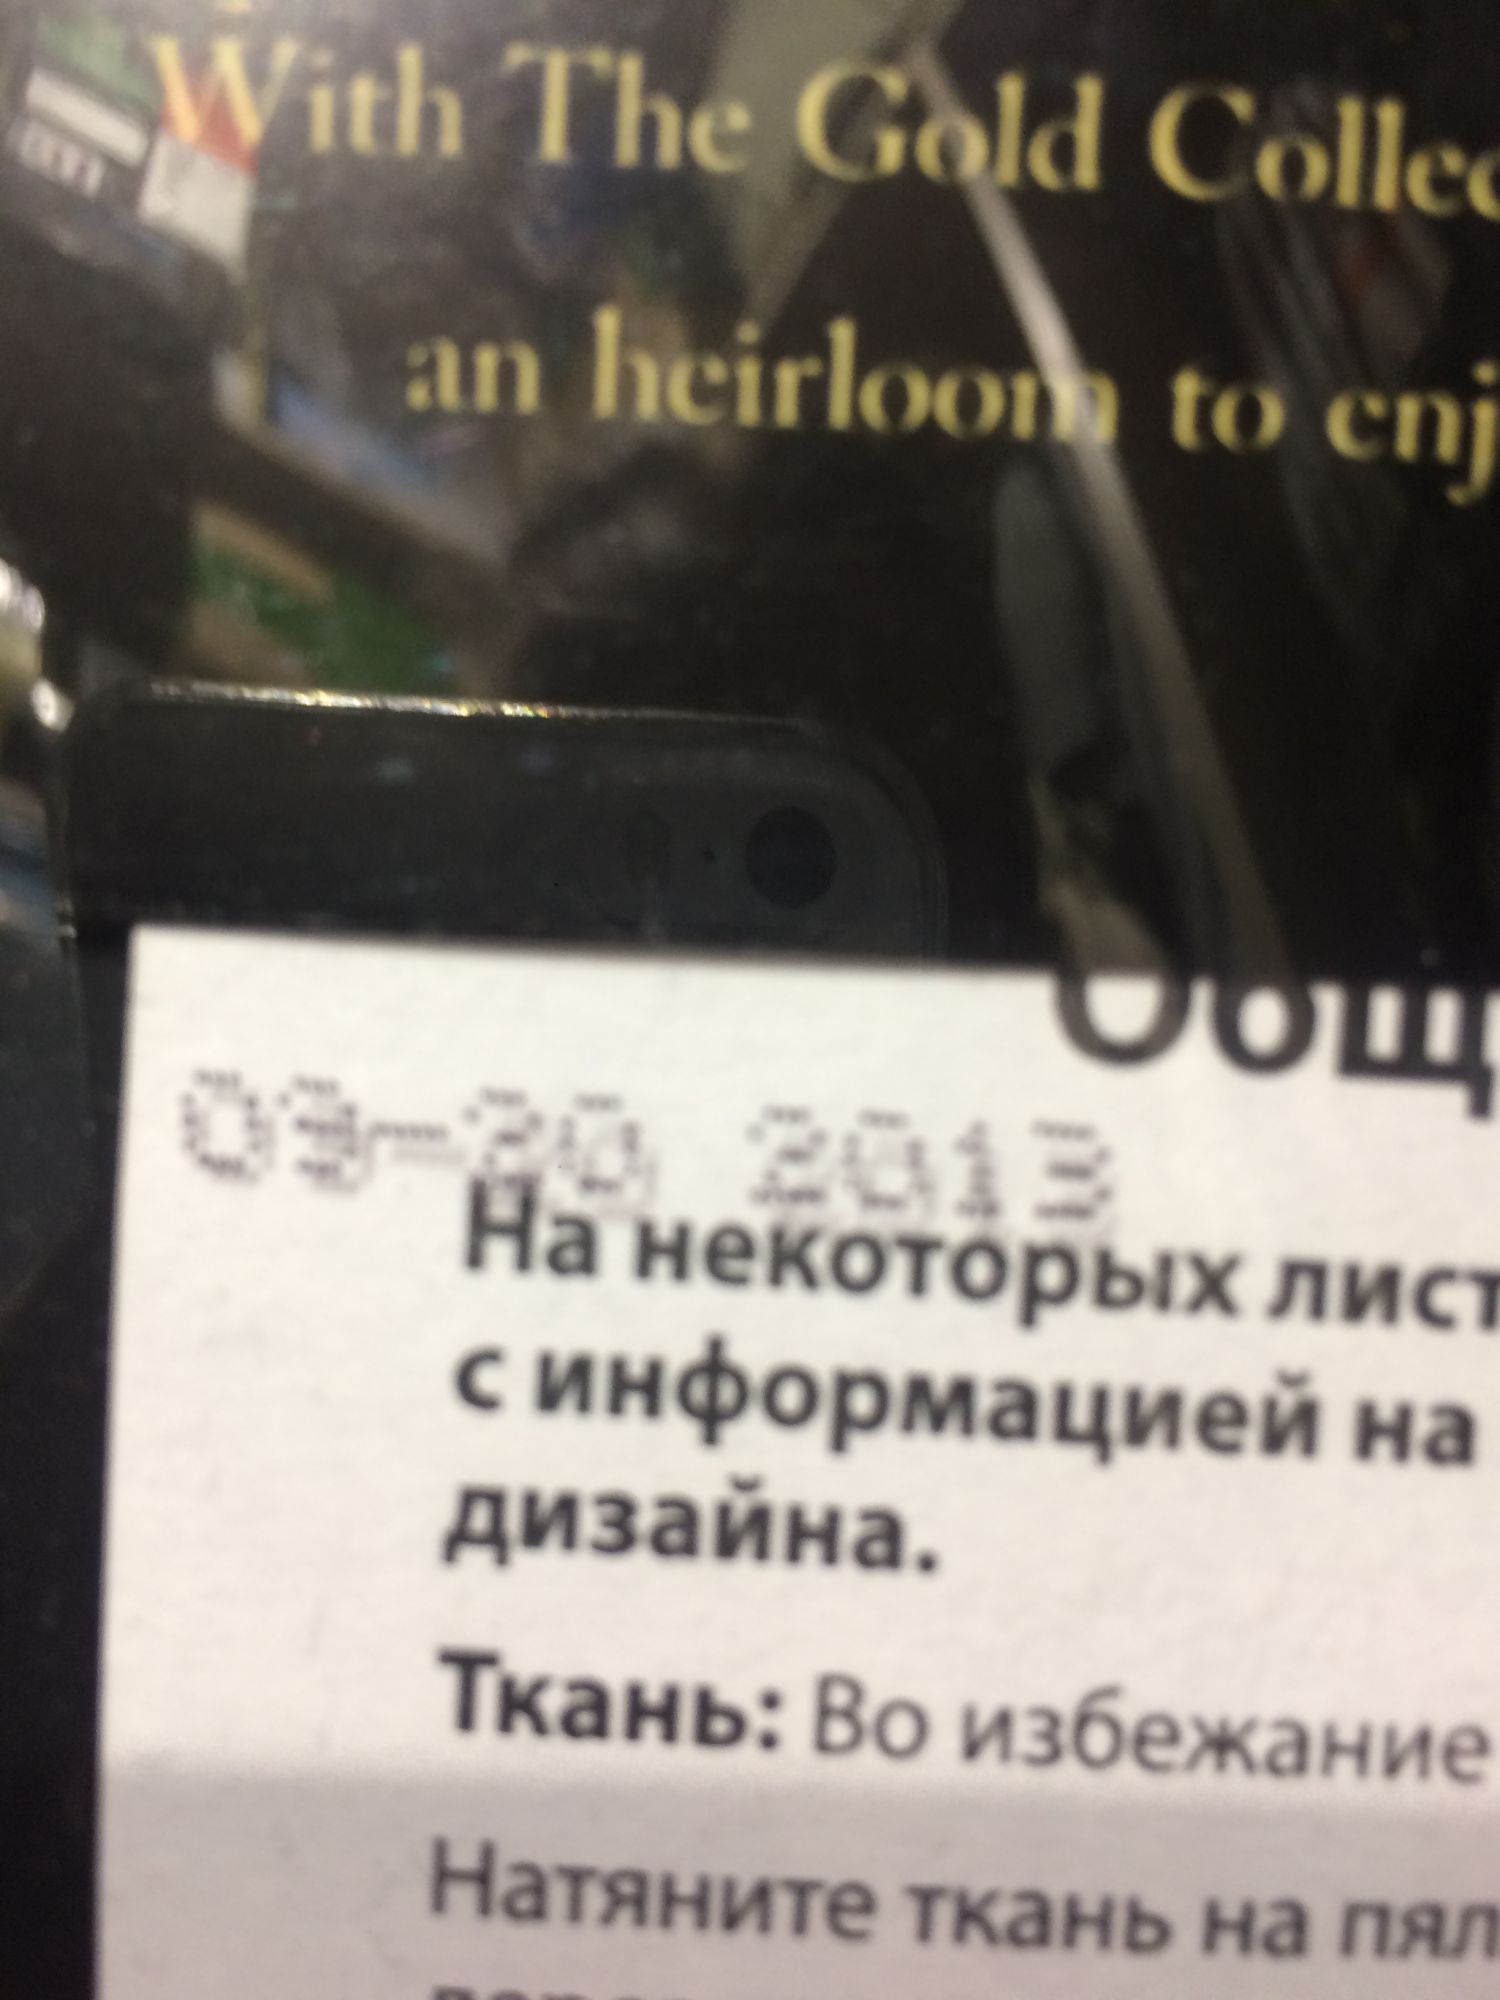 With The Gold Collec
an heirloom to enj
Общ
09-20 2013
На некоторых лист
с информацией на
дизайна.
Ткань: Во избежание
Натяните ткань на пял